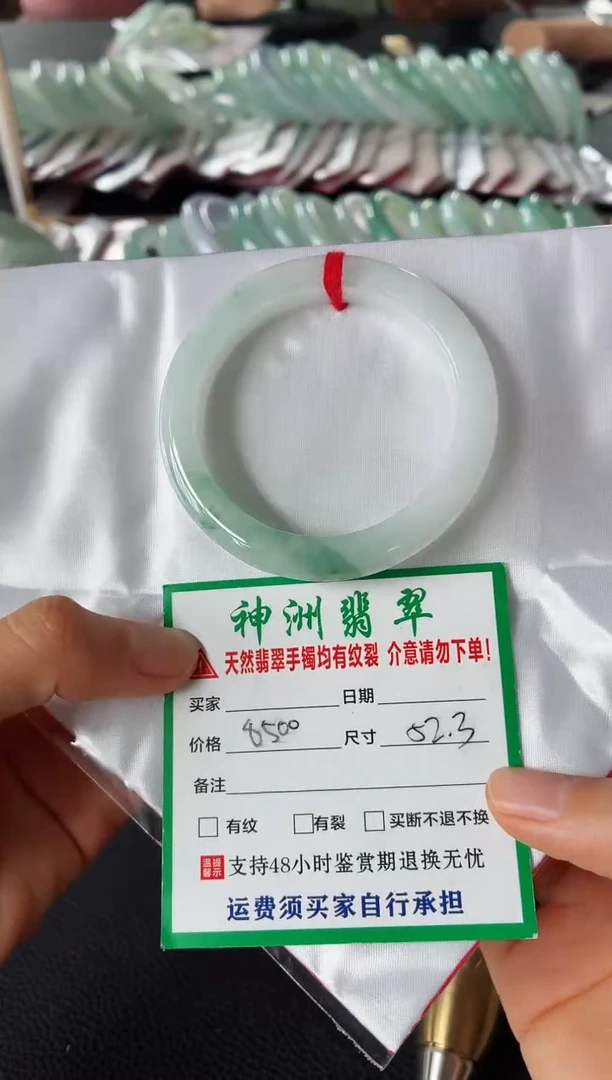 神洲翡翠
天然翡翠手镯均有纹裂 介意请勿下单!
买家 日期
价格 8500 尺寸 52.3
备注
有纹 有裂 买断不退不换
温馨提示 支持48小时鉴赏期退换无忧
运费须买家自行承担